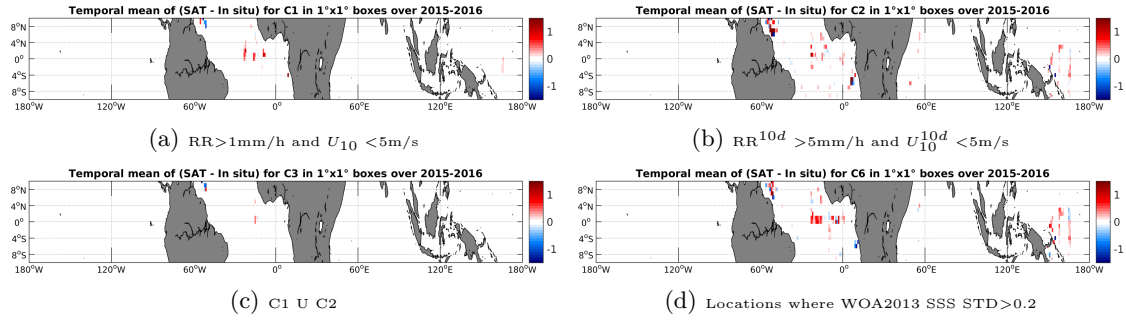 Temporal mean of (SAT - In situ) for C1 in 1°x1° boxes over 2015-2016
8°N
4°N
0°
4°S
8°S
180°W 120°W 60°W 0° 60°E 120°E 180°W
1
0
-1
(a) RR>1mm/h and U10 <5m/s
Temporal mean of (SAT - In situ) for C2 in 1°x1° boxes over 2015-2016
8°N
4°N
0°
4°S
8°S
180°W 120°W 60°W 0° 60°E 120°E 180°W
1
0
-1
(b) RR^10d >5mm/h and U10^10d <5m/s
Temporal mean of (SAT - In situ) for C3 in 1°x1° boxes over 2015-2016
8°N
4°N
0°
4°S
8°S
180°W 120°W 60°W 0° 60°E 120°E 180°W
1
0
-1
(c) C1 U C2
Temporal mean of (SAT - In situ) for C6 in 1°x1° boxes over 2015-2016
8°N
4°N
0°
4°S
8°S
180°W 120°W 60°W 0° 60°E 120°E 180°W
1
0
-1
(d) Locations where WOA2013 SSS STD>0.2